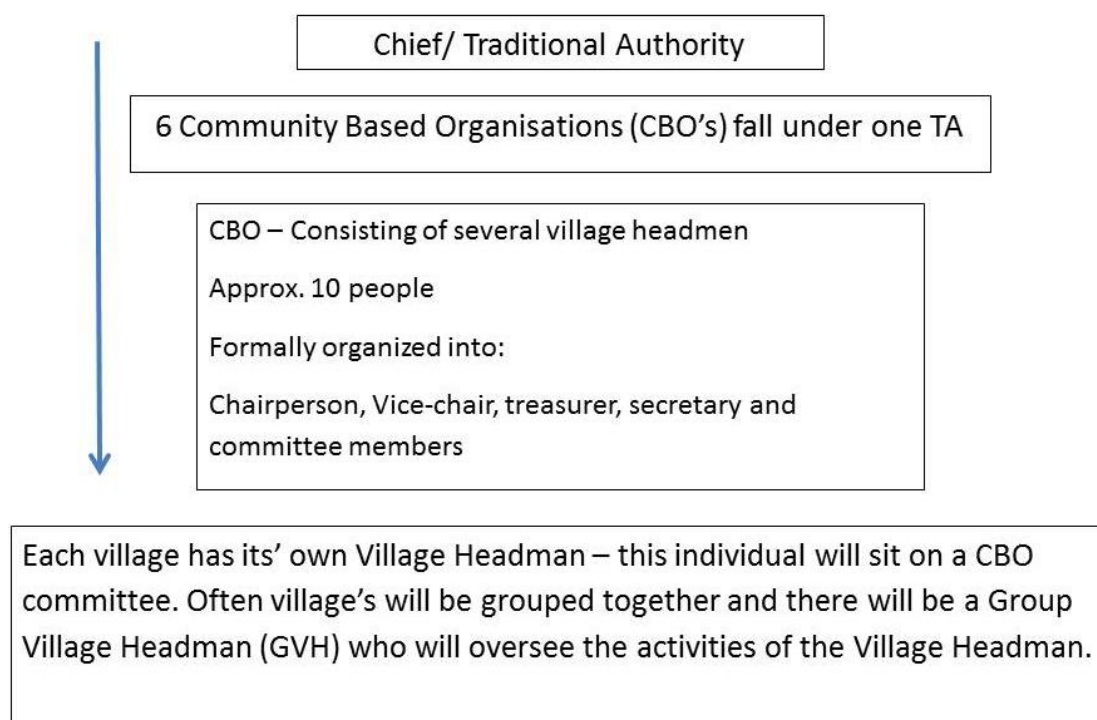 Chief/ Traditional Authority
6 Community Based Organisations (CBO’s) fall under one TA
CBO – Consisting of several village headmen
Approx. 10 people
Formally organized into:
Chairperson, Vice-chair, treasurer, secretary and
committee members
Each village has its’ own Village Headman – this individual will sit on a CBO
committee. Often village’s will be grouped together and there will be a Group
Village Headman (GVH) who will oversee the activities of the Village Headman.